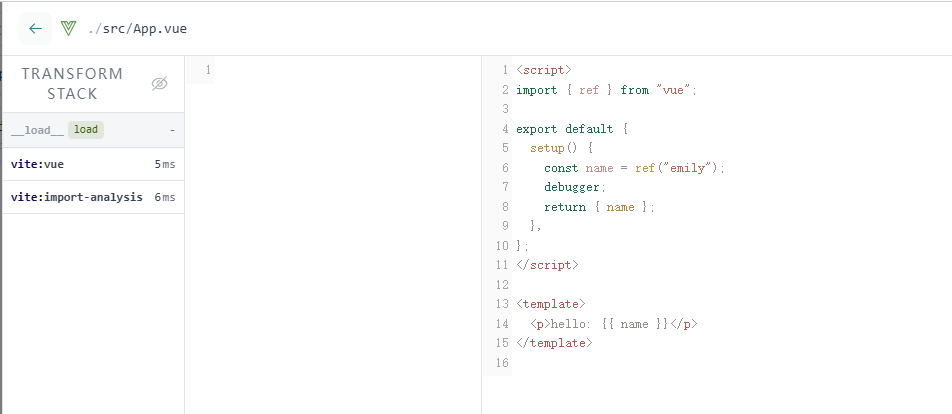 ./src/App.vue
TRANSFORM
STACK
__load__ load -
vite:vue 5ms
vite:import-analysis 6ms
1
1 <script>
2 import { ref } from "vue";
3
4 export default {
5   setup() {
6     const name = ref("emily");
7     debugger;
8     return { name };
9   },
10 };
11 </script>
12
13 <template>
14   <p>hello: {{ name }}</p>
15 </template>
16